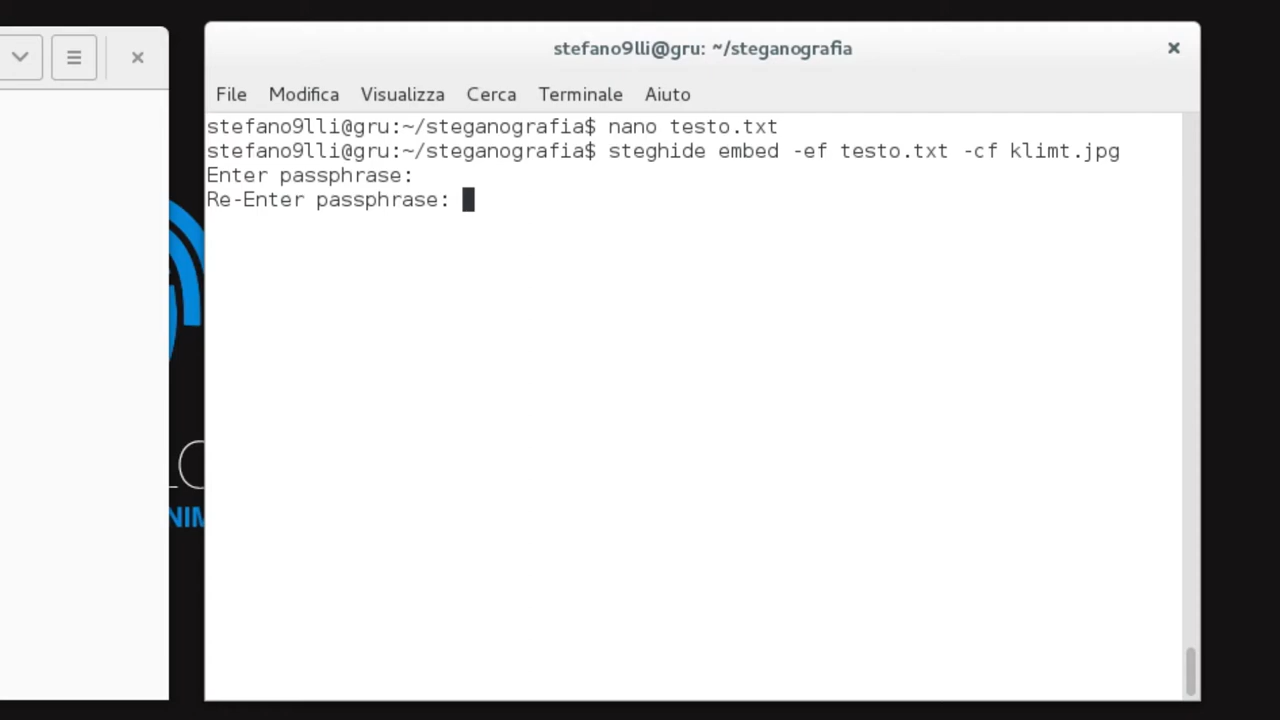 stefano9lli@gru: ~/steganografia
File Modifica Visualizza Cerca Terminale Aiuto
stefano9lli@gru:~/steganografia$ nano testo.txt
stefano9lli@gru:~/steganografia$ steghide embed -ef testo.txt -cf klimt.jpg
Enter passphrase:
Re-Enter passphrase: